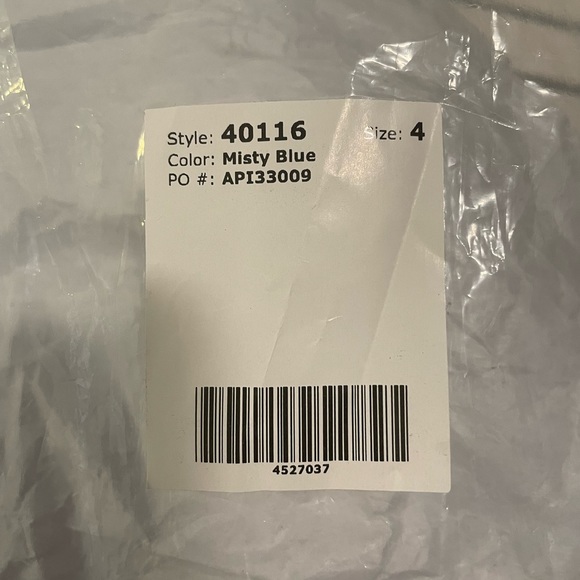 Style: 40116 Size: 4
Color: Misty Blue
PO #: API33009
4527037